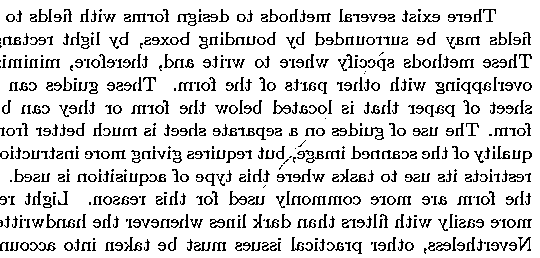 There exist several methods to design forms with fields to
fields may be surrounded by bounding boxes, by light rectang
These methods specify where to write and, therefore, minimi
overlapping with other parts of the form. These guides can
sheet of paper that is located below the form or they can b
form. The use of guides on a separate sheet is much better fro
quality of the scanned image, but requires giving more instructio
restricts its use to tasks where this type of acquisition is used.
the form are more commonly used for this reason. Light re
more easily with filters than dark lines whenever the handwritte
Nevertheless, other practical issues must be taken into accoun